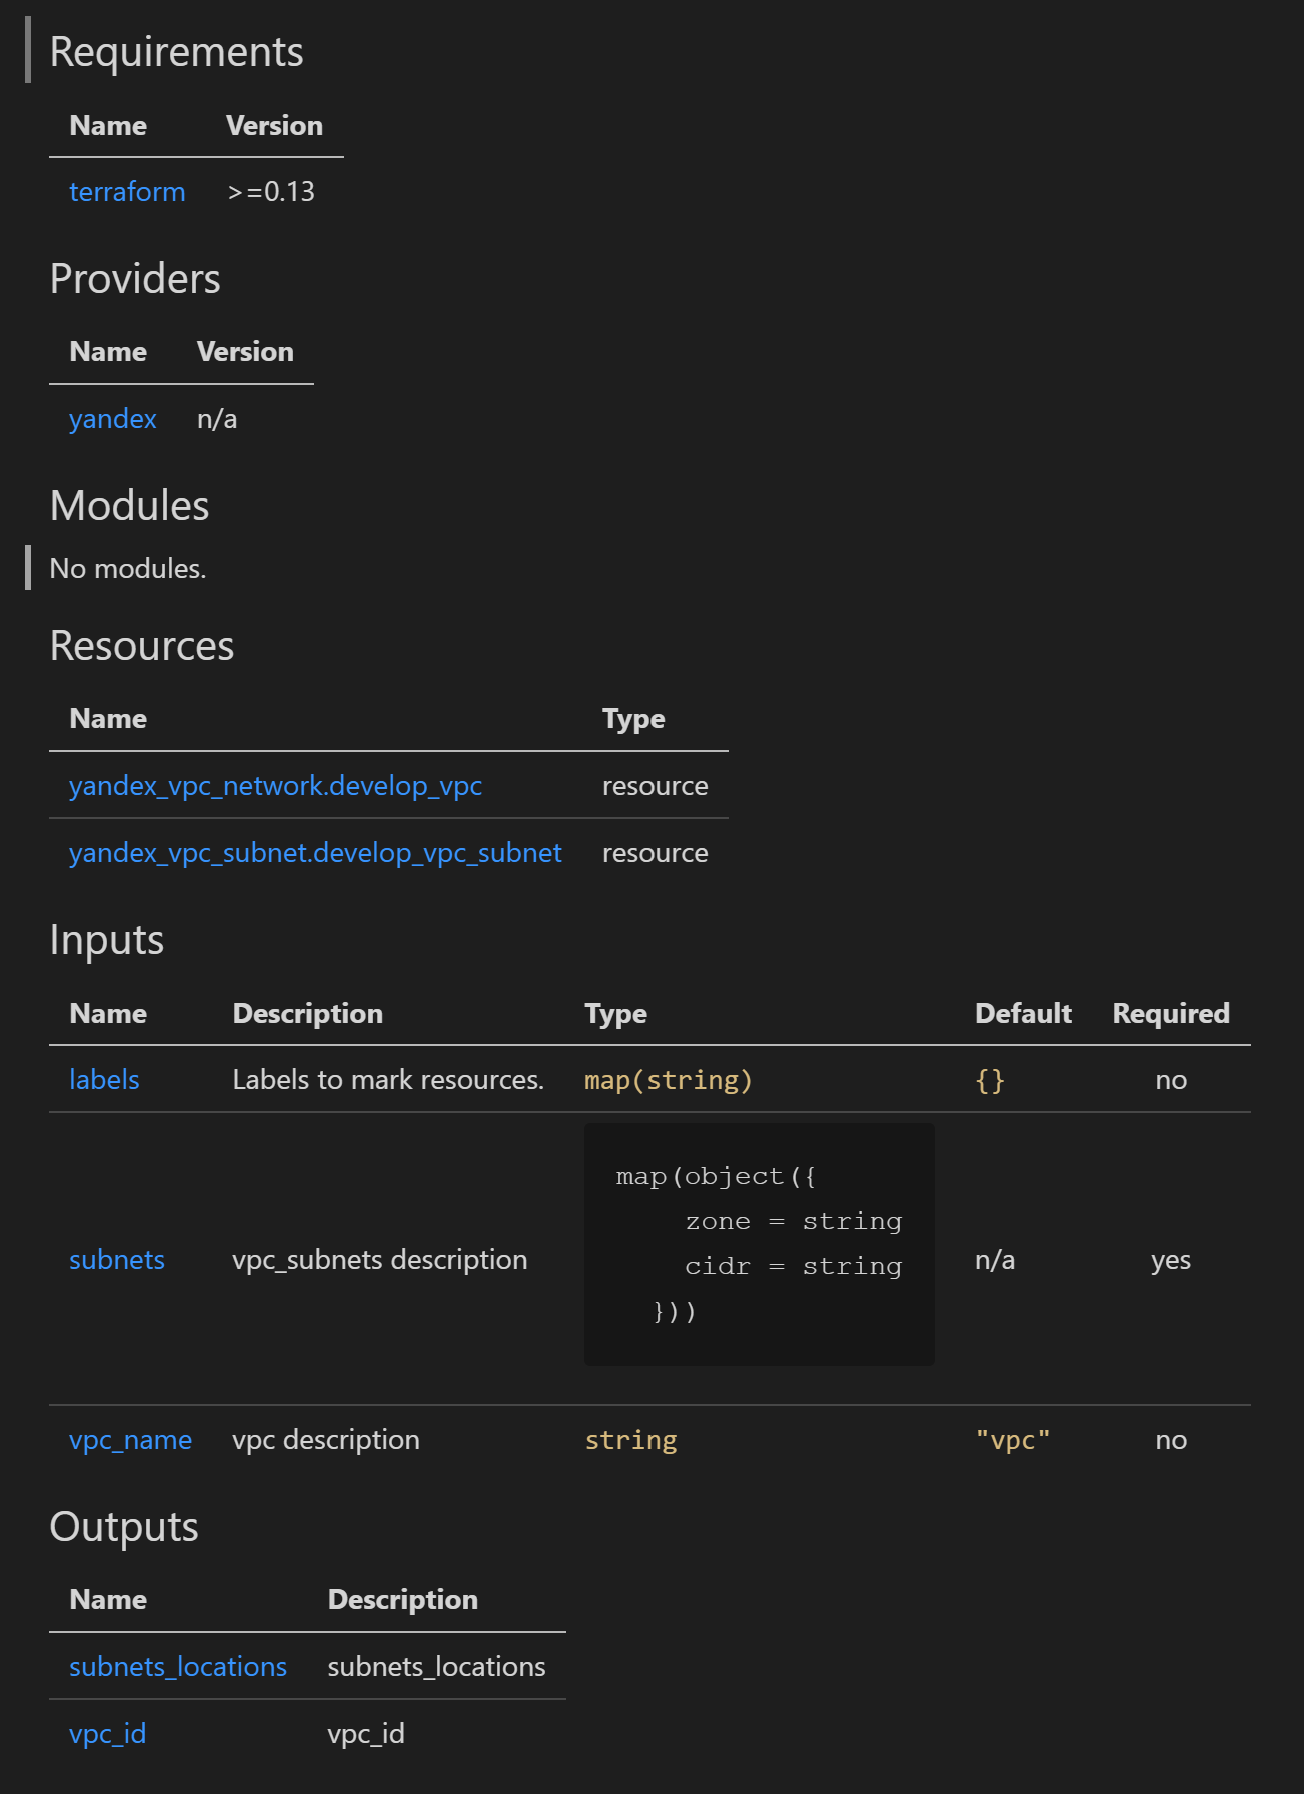 Requirements
Name Version
terraform >=0.13
Providers
Name Version
yandex n/a
Modules
No modules.
Resources
Name Type
yandex_vpc_network.develop_vpc resource
yandex_vpc_subnet.develop_vpc_subnet resource
Inputs
Name Description Type Default Required
labels Labels to mark resources. map(string) {} no
subnets vpc_subnets description map(object({
zone = string
cidr = string
})) n/a yes
vpc_name vpc description string "vpc" no
Outputs
Name Description
subnets_locations subnets_locations
vpc_id vpc_id